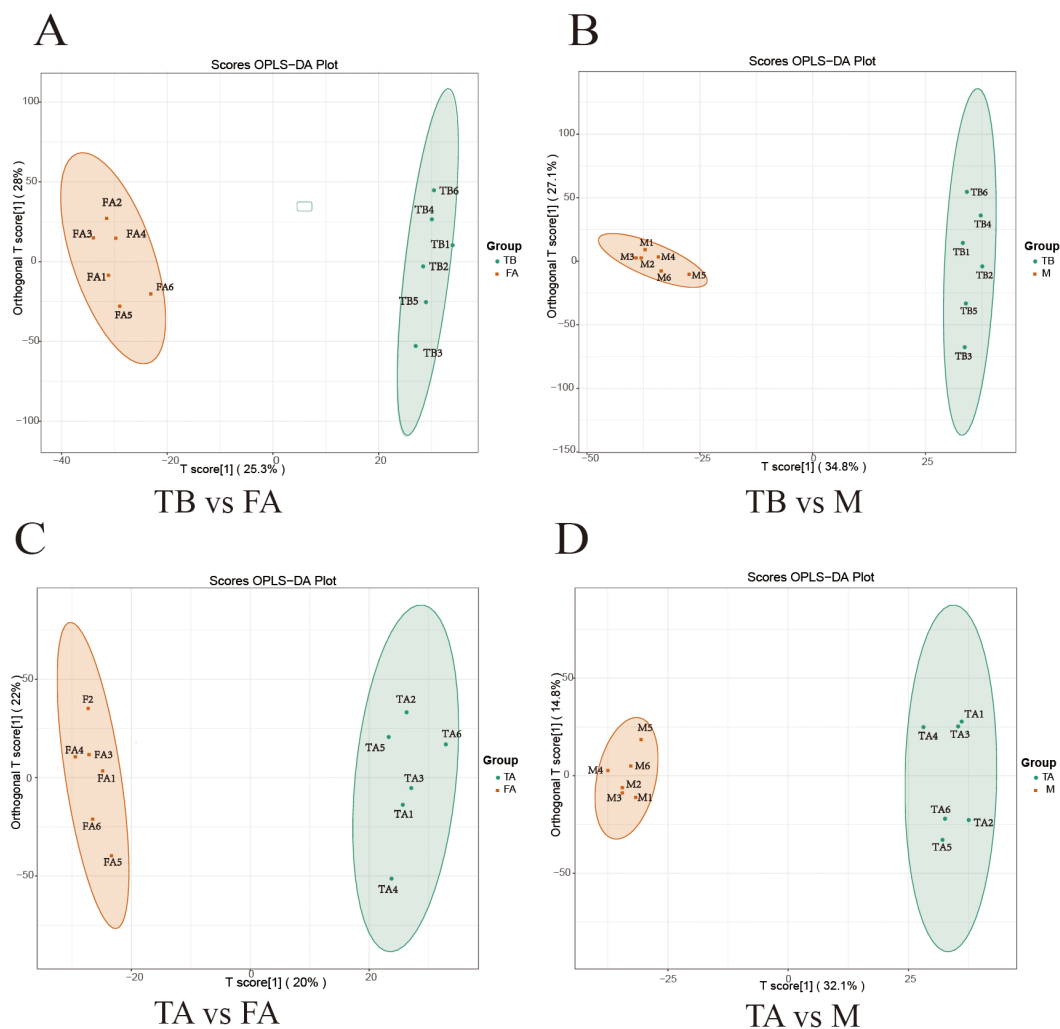 A
Scores OPLS−DA Plot
Orthogonal T score[1] ( 28% )
100
50
0
−50
−100
FA2
FA3
FA4
FA1
FA6
FA5
TB6
TB4
TB1
TB2
TB5
TB3
Group
TB
FA
−40
−20
0
20
T score[1] ( 25.3% )
TB vs FA
B
Scores OPLS−DA Plot
Orthogonal T score[1] ( 27.1% )
100
50
0
−50
−100
−150
M1
M3
M2
M4
M6
M5
TB6
TB4
TB1
TB2
TB5
TB3
Group
TB
M
−50
−25
0
25
T score[1] ( 34.8% )
TB vs M
C
Scores OPLS−DA Plot
Orthogonal T score[1] ( 22% )
50
0
−50
F2
FA4
FA3
FA1
FA6
FA5
TA2
TA5
TA6
TA3
TA1
TA4
Group
TA
FA
−20
0
20
T score[1] ( 20% )
TA vs FA
D
Scores OPLS−DA Plot
Orthogonal T score[1] ( 14.8% )
50
0
−50
M5
M4
M6
M2
M3
M1
TA1
TA4
TA3
TA6
TA2
TA5
Group
TA
M
−25
0
25
T score[1] ( 32.1% )
TA vs M